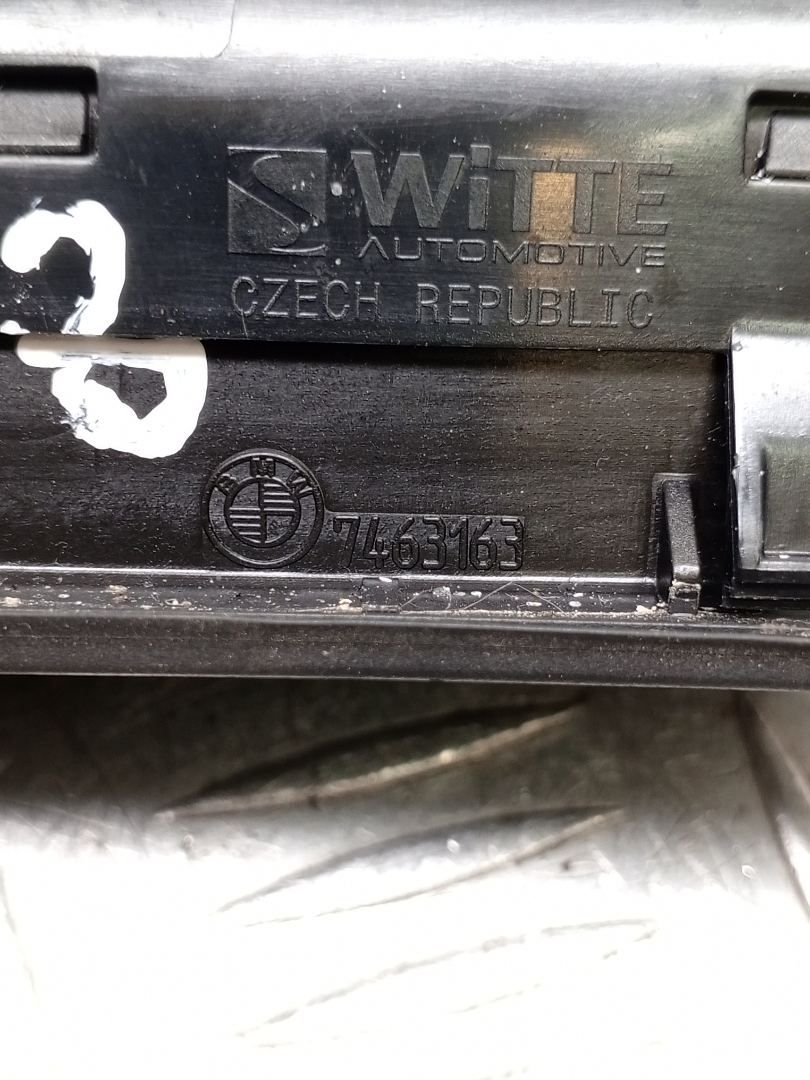 WiTTE
AUTOMOTIVE
CZECH REPUBLIC
BMW
7463163